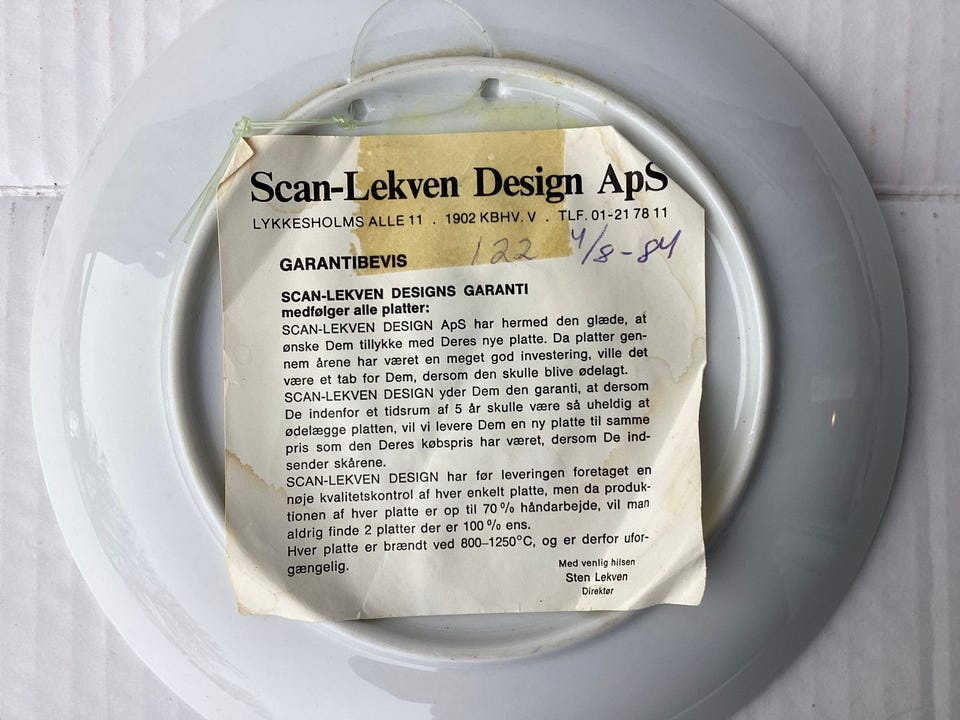 Scan-Lekven Design ApS
LYKKESHOLMS ALLE 11 . 1902 KBHV. V . TLF. 01-21 78 11
122 4/8-84
GARANTIBEVIS
SCAN-LEKVEN DESIGNS GARANTI
medfølger alle platter:
SCAN-LEKVEN DESIGN ApS har hermed den glæde, at
ønske Dem tillykke med Deres nye platte. Da platter gen-
nem årene har været en meget god investering, ville det
være et tab for Dem, dersom den skulle blive ødelagt.
SCAN-LEKVEN DESIGN yder Dem den garanti, at dersom
De indenfor et tidsrum af 5 år skulle være så uheldig at
ødelægge platten, vil vi levere Dem en ny platte til samme
pris som den Deres købspris har været, dersom De ind-
sender skårene.
SCAN-LEKVEN DESIGN har før leveringen foretaget en
nøje kvalitetskontrol af hver enkelt platte, men da produk-
tionen af hver platte er op til 70 % håndarbejde, vil man
aldrig finde 2 platter der er 100 % ens.
Hver platte er brændt ved 800–1250°C, og er derfor ufor-
gængelig.
Med venlig hilsen
Sten Lekven
Direktør